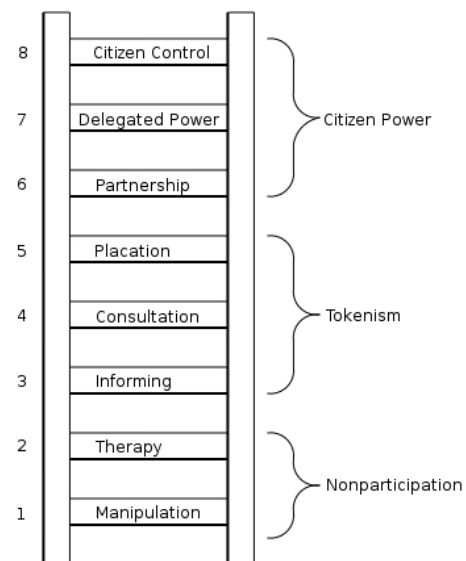 8 Citizen Control
7 Delegated Power
Citizen Power
6 Partnership
5 Placation
4 Consultation
Tokenism
3 Informing
2 Therapy
Nonparticipation
1 Manipulation